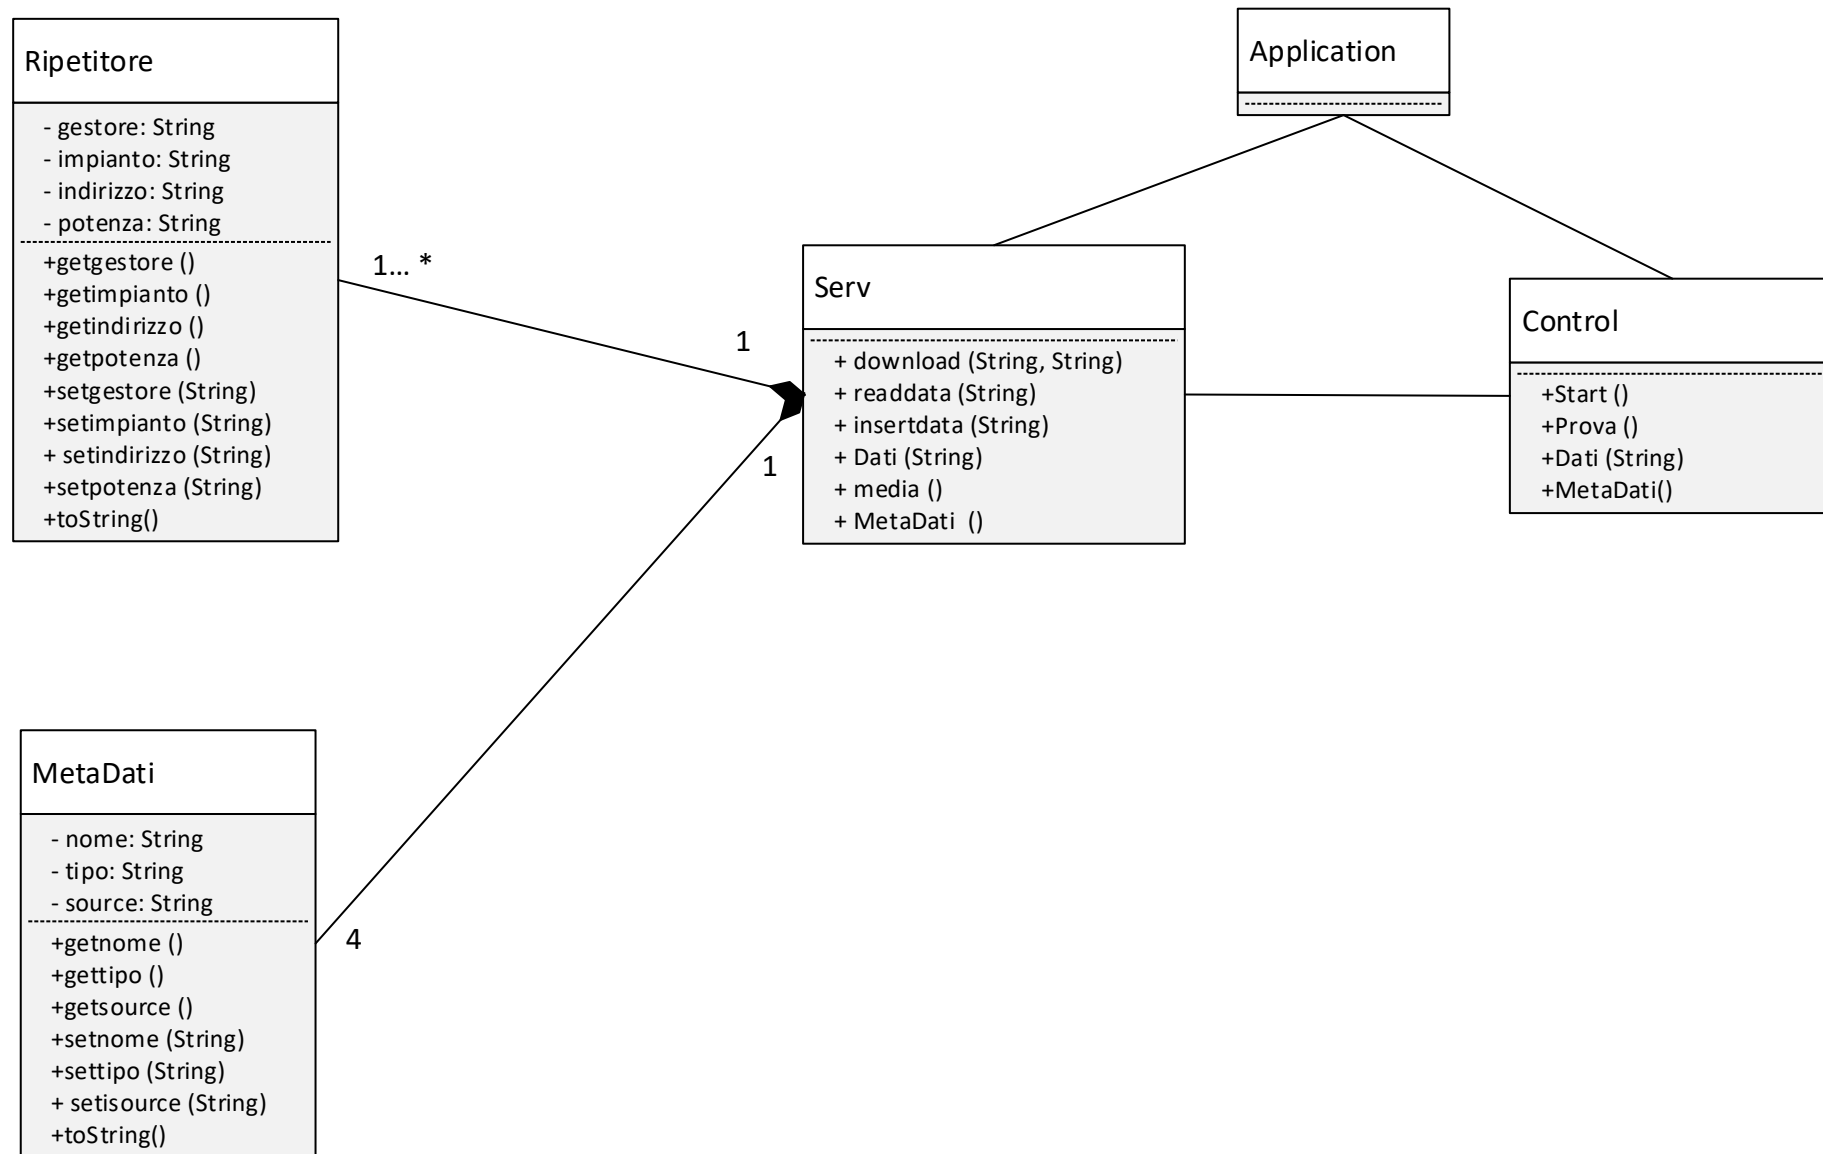 Ripetitore
- gestore: String
- impianto: String
- indirizzo: String
- potenza: String
+getgestore ()
+getimpianto ()
+getindirizzo ()
+getpotenza ()
+setgestore (String)
+setimpianto (String)
+ setindirizzo (String)
+setpotenza (String)
+toString()
1... *
1
Application
Serv
+ download (String, String)
+ readdata (String)
+ insertdata (String)
+ Dati (String)
+ media ()
+ MetaDati  ()
Control
+Start ()
+Prova ()
+Dati (String)
+MetaDati()
1
4
MetaDati
- nome: String
- tipo: String
- source: String
+getnome ()
+gettipo ()
+getsource ()
+setnome (String)
+settipo (String)
+ setisource (String)
+toString()